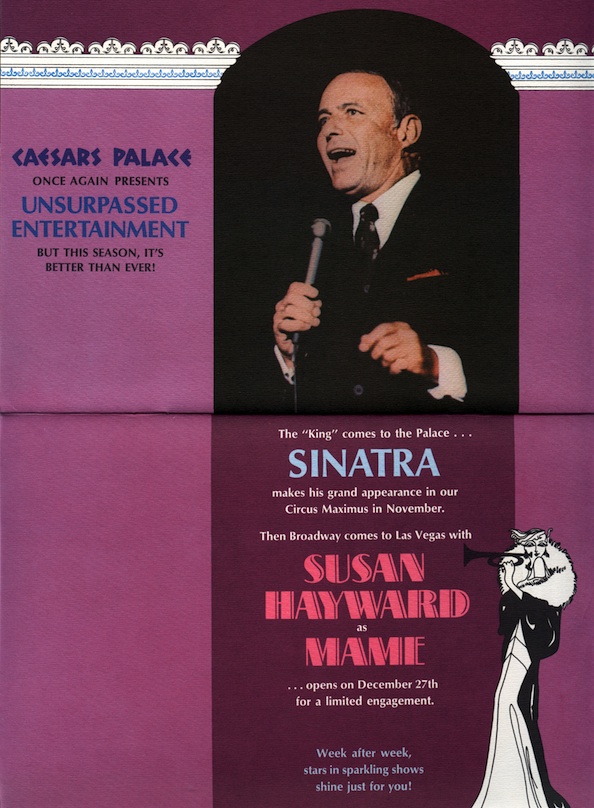 CAESARS PALACE
ONCE AGAIN PRESENTS
UNSURPASSED
ENTERTAINMENT
BUT THIS SEASON, IT'S
BETTER THAN EVER!
The "King" comes to the Palace . . .
SINATRA
makes his grand appearance in our
Circus Maximus in November.
Then Broadway comes to Las Vegas with
SUSAN
HAYWARD
as
MAME
. . . opens on December 27th
for a limited engagement.
Week after week,
stars in sparkling shows
shine just for you!